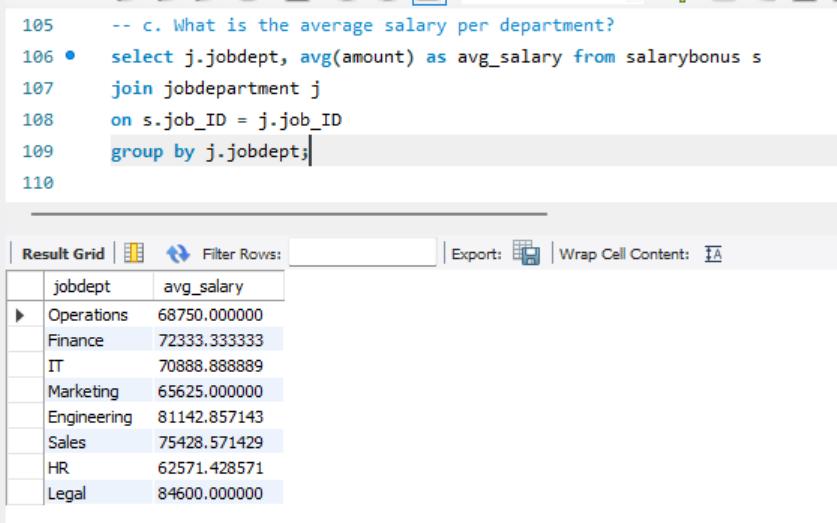 105 -- c. What is the average salary per department?
106 select j.jobdept, avg(amount) as avg_salary from salarybonus s
107 join jobdepartment j
108 on s.job_ID = j.job_ID
109 group by j.jobdept;
110
Result Grid Filter Rows: Export: Wrap Cell Content: IA
jobdept avg_salary
Operations 68750.000000
Finance 72333.333333
IT 70888.888889
Marketing 65625.000000
Engineering 81142.857143
Sales 75428.571429
HR 62571.428571
Legal 84600.000000